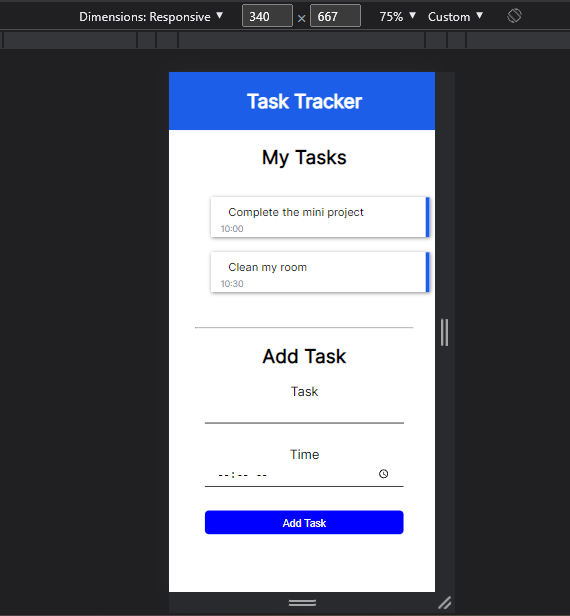 Dimensions: Responsive ▼ 340 × 667 75% ▼ Custom ▼
Task Tracker
My Tasks
Complete the mini project
10:00
Clean my room
10:30
Add Task
Task
Time
--:-- --
Add Task